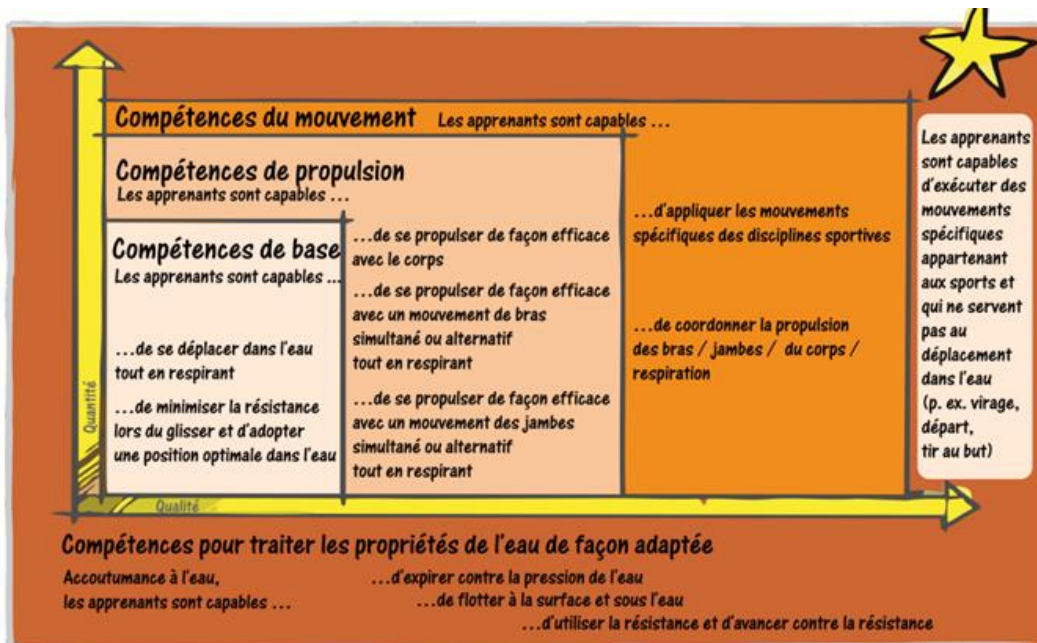 Compétences du mouvement Les apprenants sont capables ...
Compétences de propulsion
Les apprenants sont capables ...
Compétences de base
Les apprenants sont capables ...
...de se déplacer dans l'eau
tout en respirant
...de minimiser la résistance
lors du glisser et d'adopter
une position optimale dans l'eau
...de se propulser de façon efficace
avec le corps
...de se propulser de façon efficace
avec un mouvement de bras
simultané ou alternatif
tout en respirant
...de se propulser de façon efficace
avec un mouvement des jambes
simultané ou alternatif
tout en respirant
...d'appliquer les mouvements
spécifiques des disciplines sportives
...de coordonner la propulsion
des bras / jambes / du corps /
respiration
Les apprenants
sont capables
d'exécuter des
mouvements
spécifiques
appartenant
aux sports et
qui ne servent
pas au
déplacement
dans l'eau
(p. ex. virage,
départ,
tir au but)
Quantité
Qualité
Compétences pour traiter les propriétés de l'eau de façon adaptée
Accoutumance à l'eau,
les apprenants sont capables ...
...d'expirer contre la pression de l'eau
...de flotter à la surface et sous l'eau
...d'utiliser la résistance et d'avancer contre la résistance